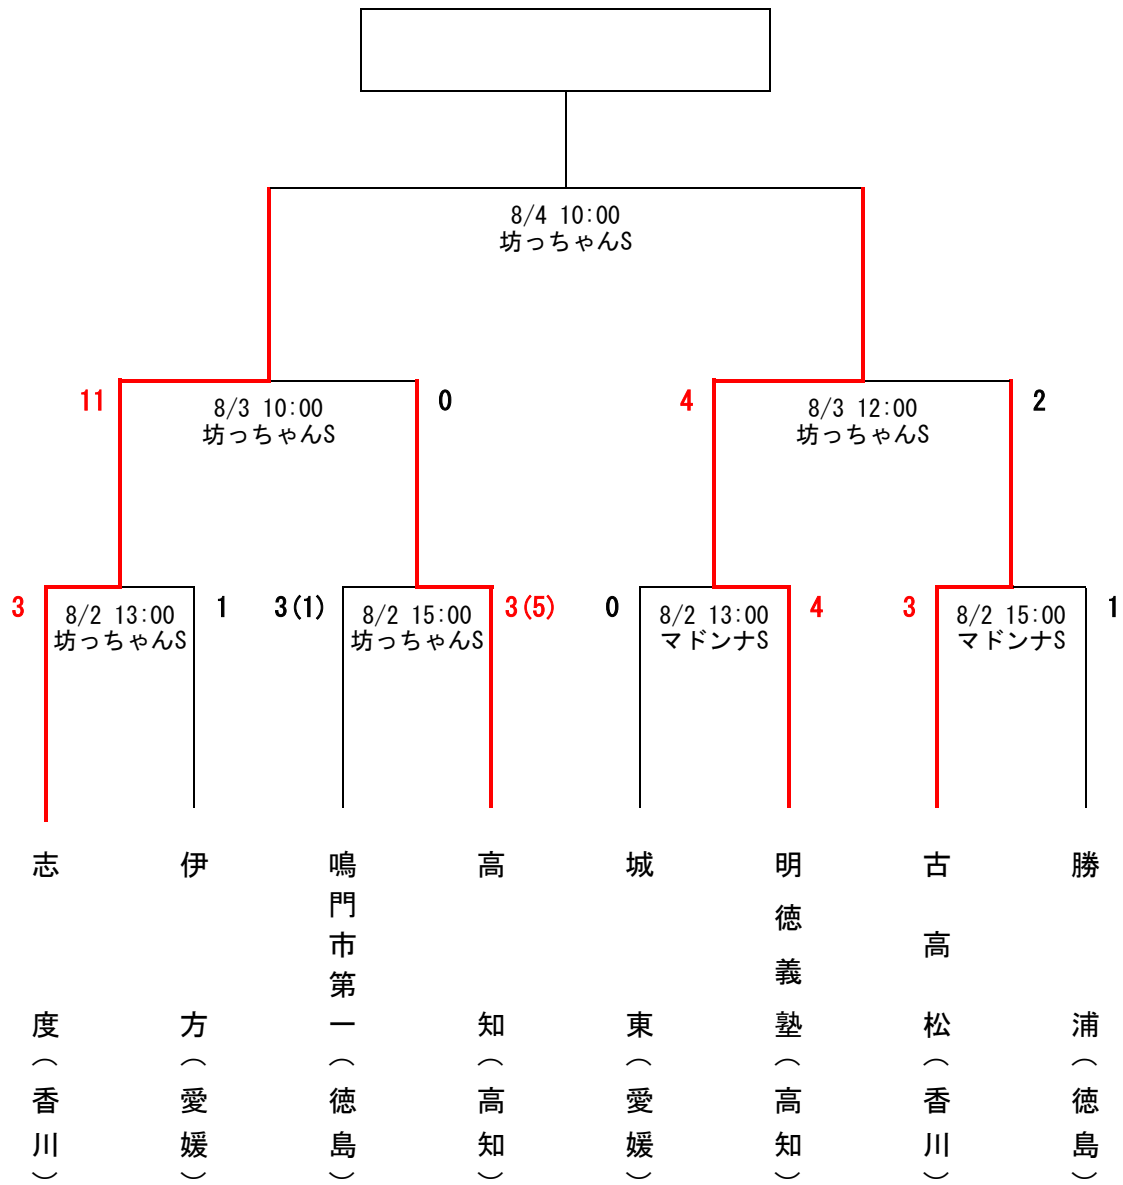 8/4 10:00
坊っちゃんS
11
8/3 10:00
坊っちゃんS
0
4
8/3 12:00
坊っちゃんS
2
3
8/2 13:00
坊っちゃんS
1
3(1)
8/2 15:00
坊っちゃんS
3(5)
0
8/2 13:00
マドンナS
4
3
8/2 15:00
マドンナS
1
志度(香川)
伊方(愛媛)
鳴門市第一(徳島)
高知(高知)
城東(愛媛)
明徳義塾(高知)
古高松(香川)
勝浦(徳島)